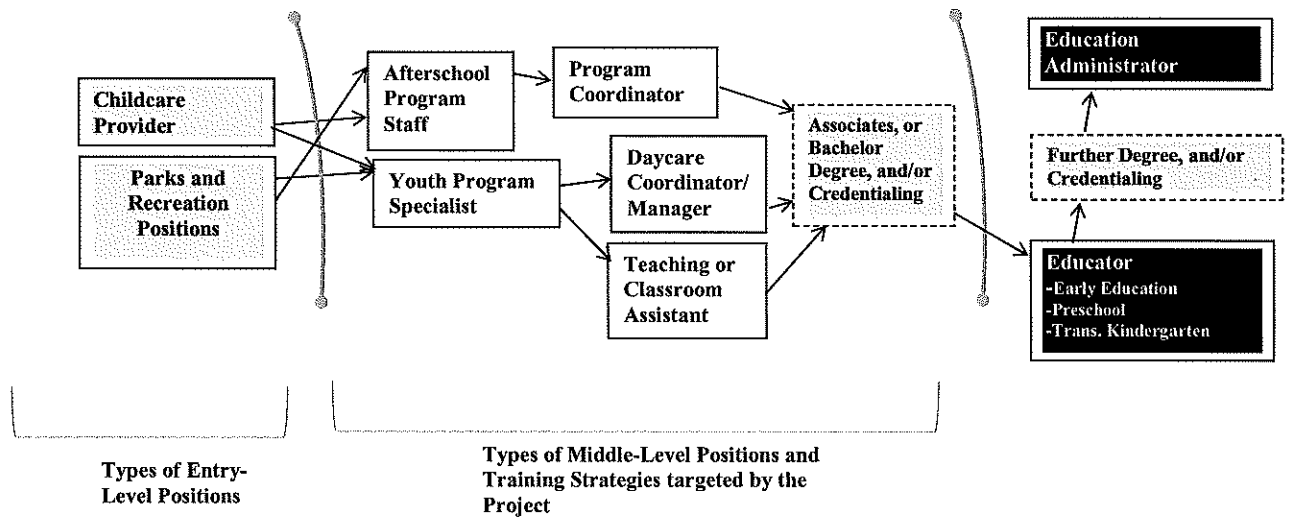 Childcare
Provider
Parks and
Recreation
Positions
Afterschool
Program
Staff
Youth Program
Specialist
Program
Coordinator
Daycare
Coordinator/
Manager
Teaching or
Classroom
Assistant
Associates, or
Bachelor
Degree, and/or
Credentialing
Education
Administrator
Further Degree, and/or
Credentialing
Educator
-Early Education
-Preschool
-Trans. Kindergarten
Types of Entry-
Level Positions
Types of Middle-Level Positions and
Training Strategies targeted by the
Project